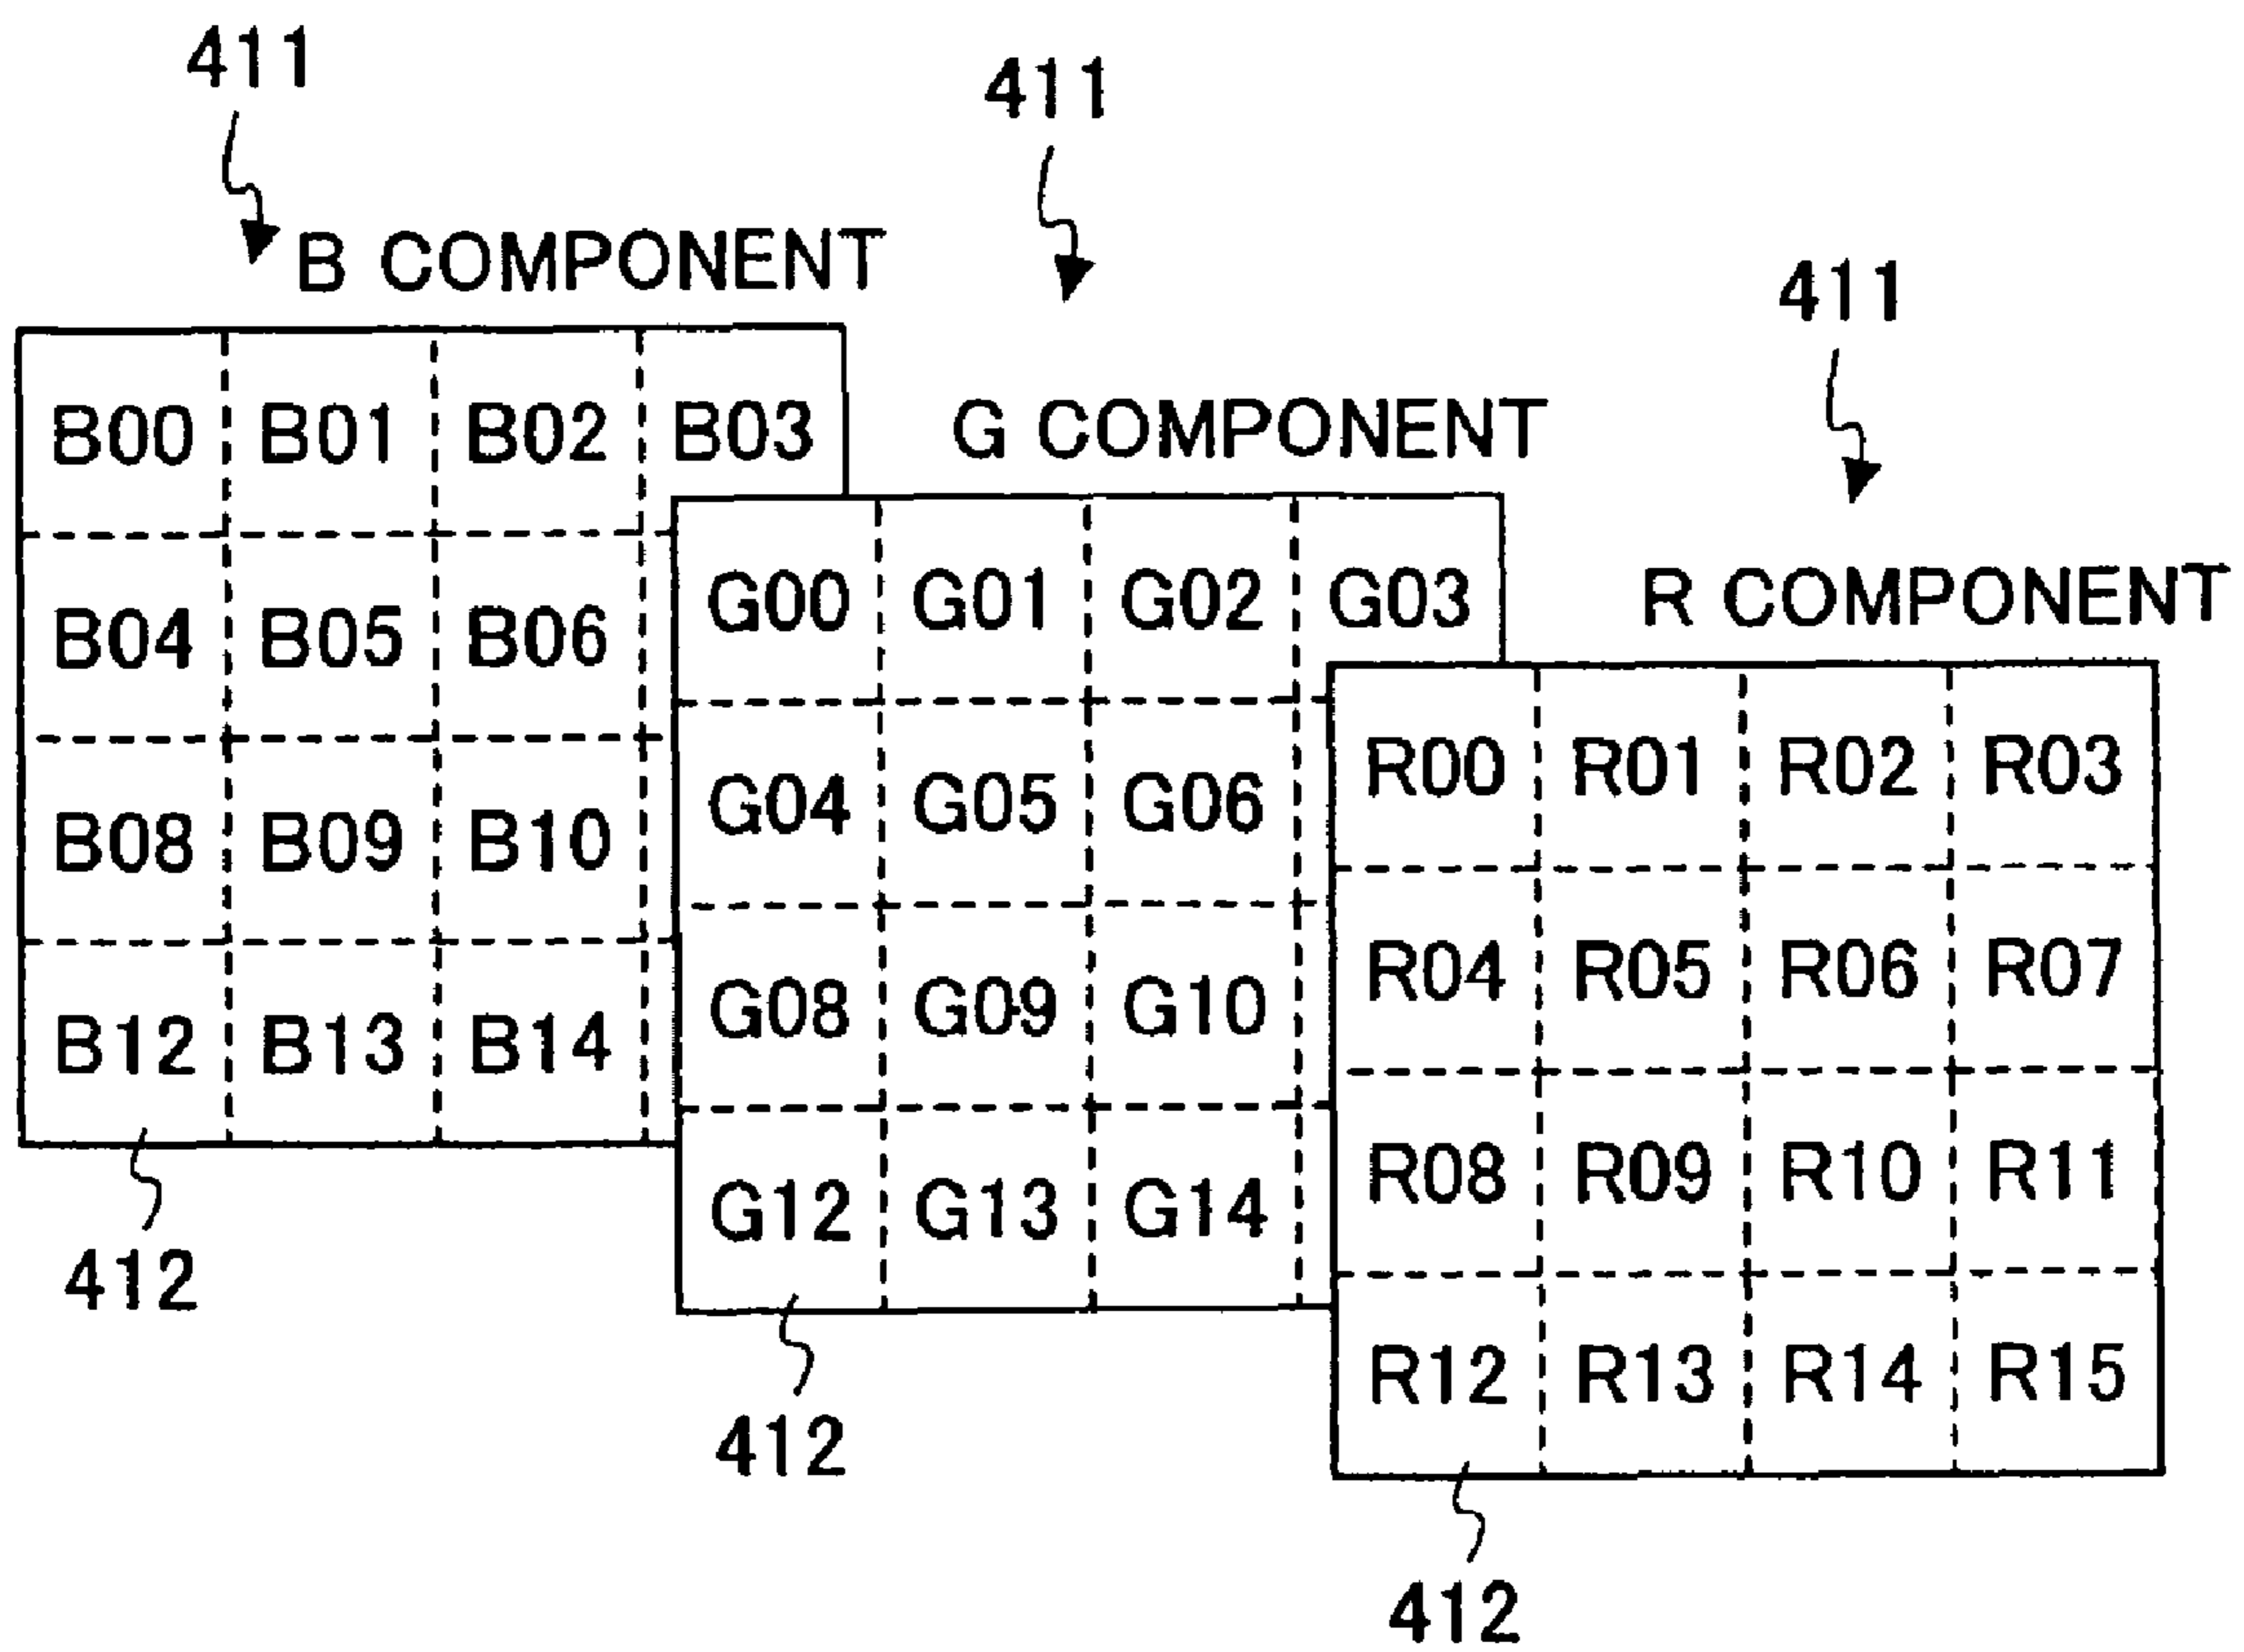 411
411
B COMPONENT
411
B00 B01 B02 B03
G COMPONENT
B04 B05 B06
G00 G01 G02 G03
R COMPONENT
B08 B09 B10
G04 G05 G06
R00 R01 R02 R03
B12 B13 B14
G08 G09 G10
R04 R05 R06 R07
412
G12 G13 G14
R08 R09 R10 R11
412
R12 R13 R14 R15
412